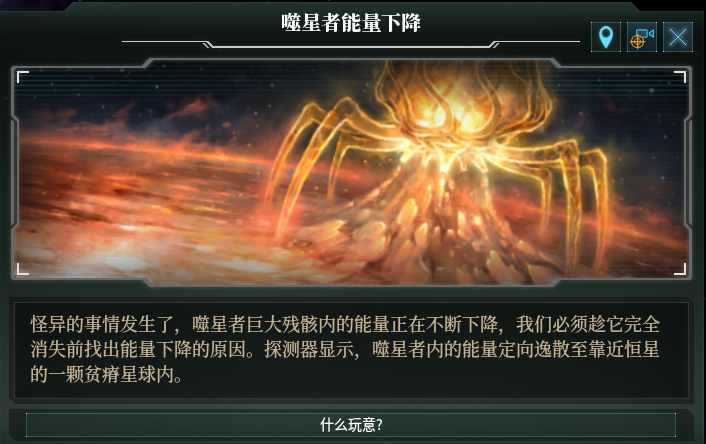 噬星者能量下降
怪异的事情发生了，噬星者巨大残骸内的能量正在不断下降，我们必须趁它完全
消失前找出能量下降的原因。探测器显示，噬星者内的能量定向逸散至靠近恒星
的一颗贫瘠星球内。
什么玩意?